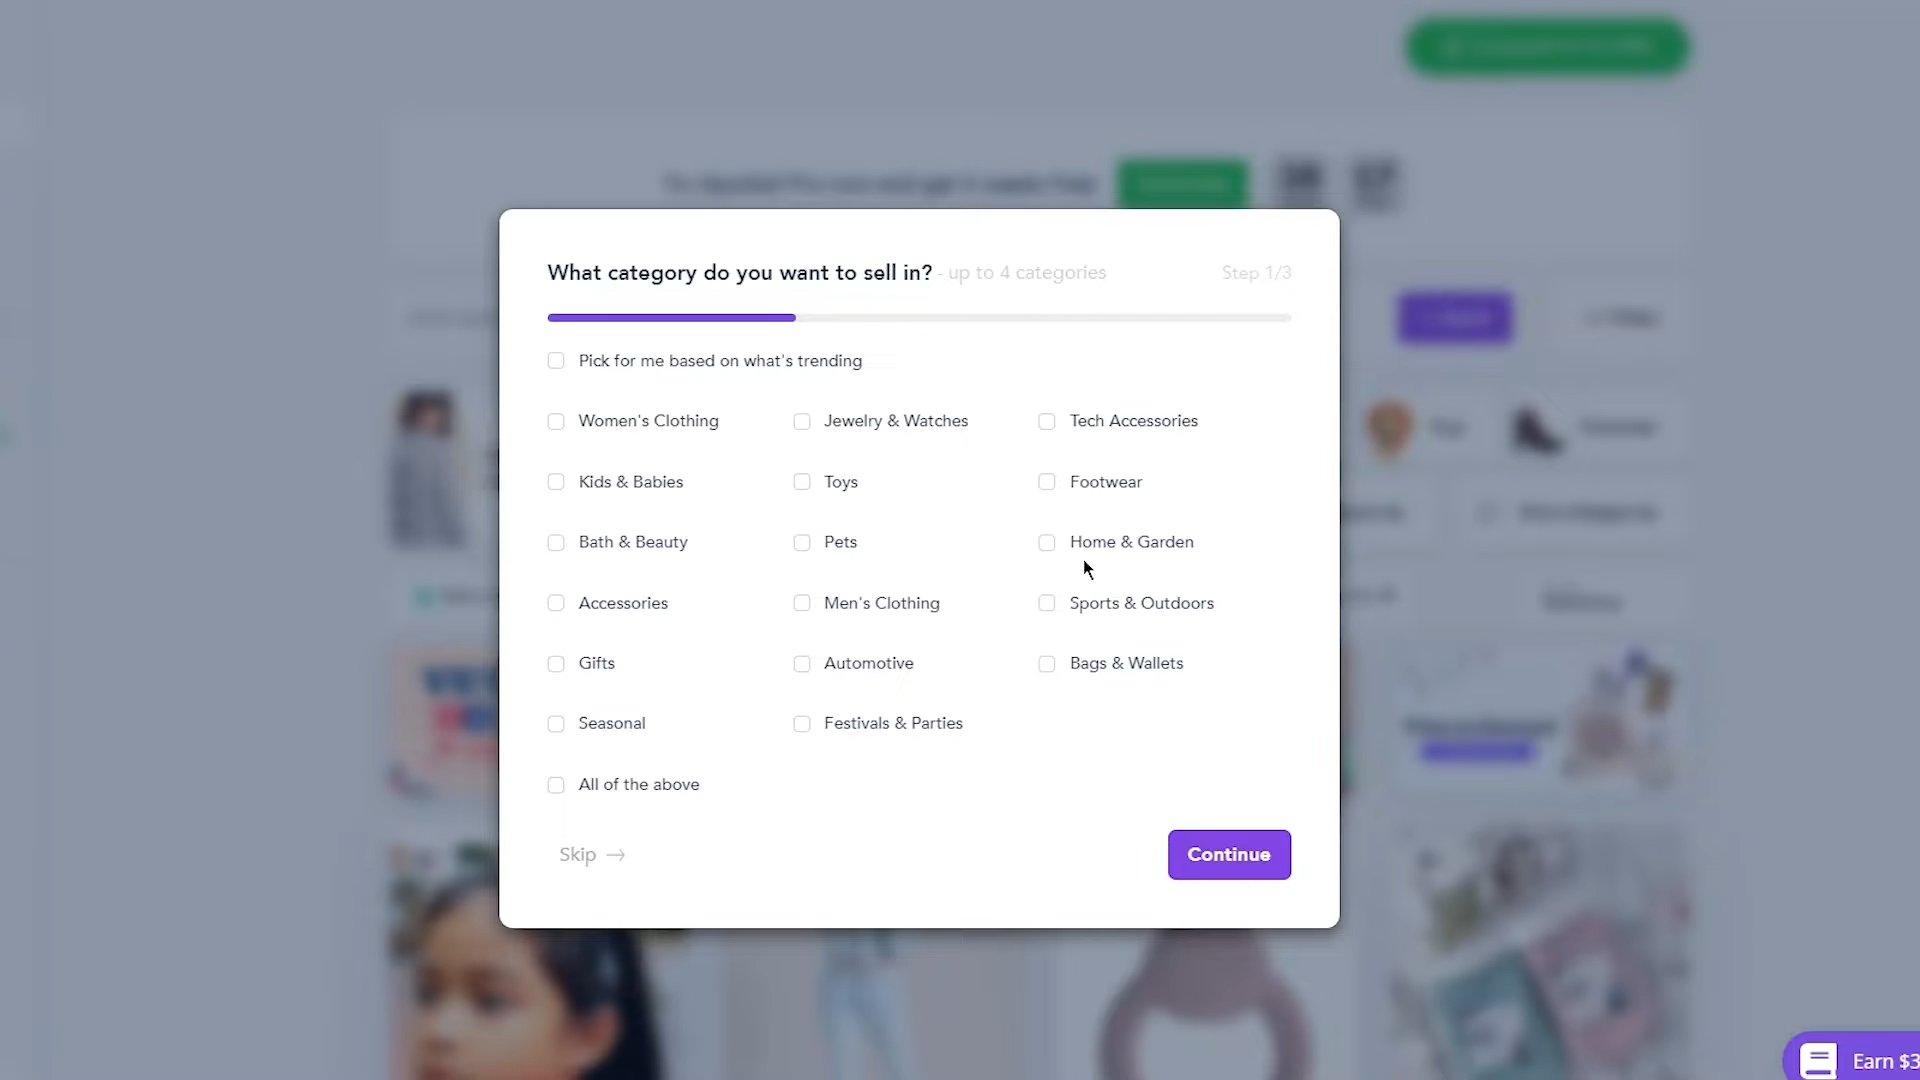 What category do you want to sell in? - up to 4 categories Step 1/3
Pick for me based on what's trending
Women's Clothing Jewelry & Watches Tech Accessories
Kids & Babies Toys Footwear
Bath & Beauty Pets Home & Garden
Accessories Men's Clothing Sports & Outdoors
Gifts Automotive Bags & Wallets
Seasonal Festivals & Parties
All of the above
Skip → Continue
Earn $3